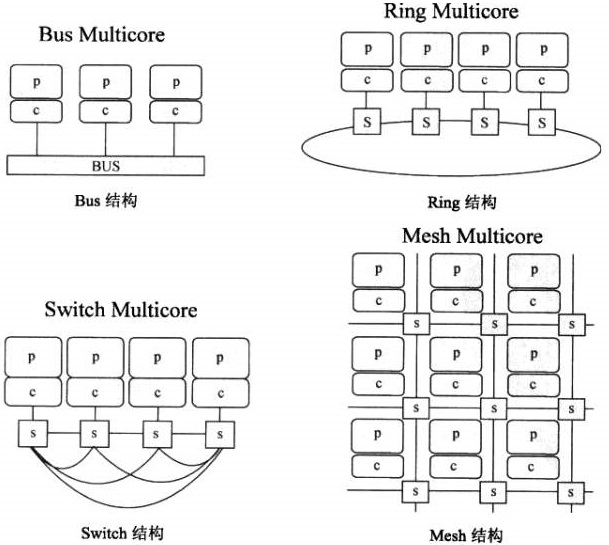 Bus Multicore
p p p
c c c
BUS
Bus 结构
Ring Multicore
p p p p
c c c c
S S S S
Ring 结构
Switch Multicore
p p p p
c c c c
s s s s
Switch 结构
Mesh Multicore
p p p
c c c
s s s
p p p
c c c
s s s
p p p
c c c
s s s
Mesh 结构